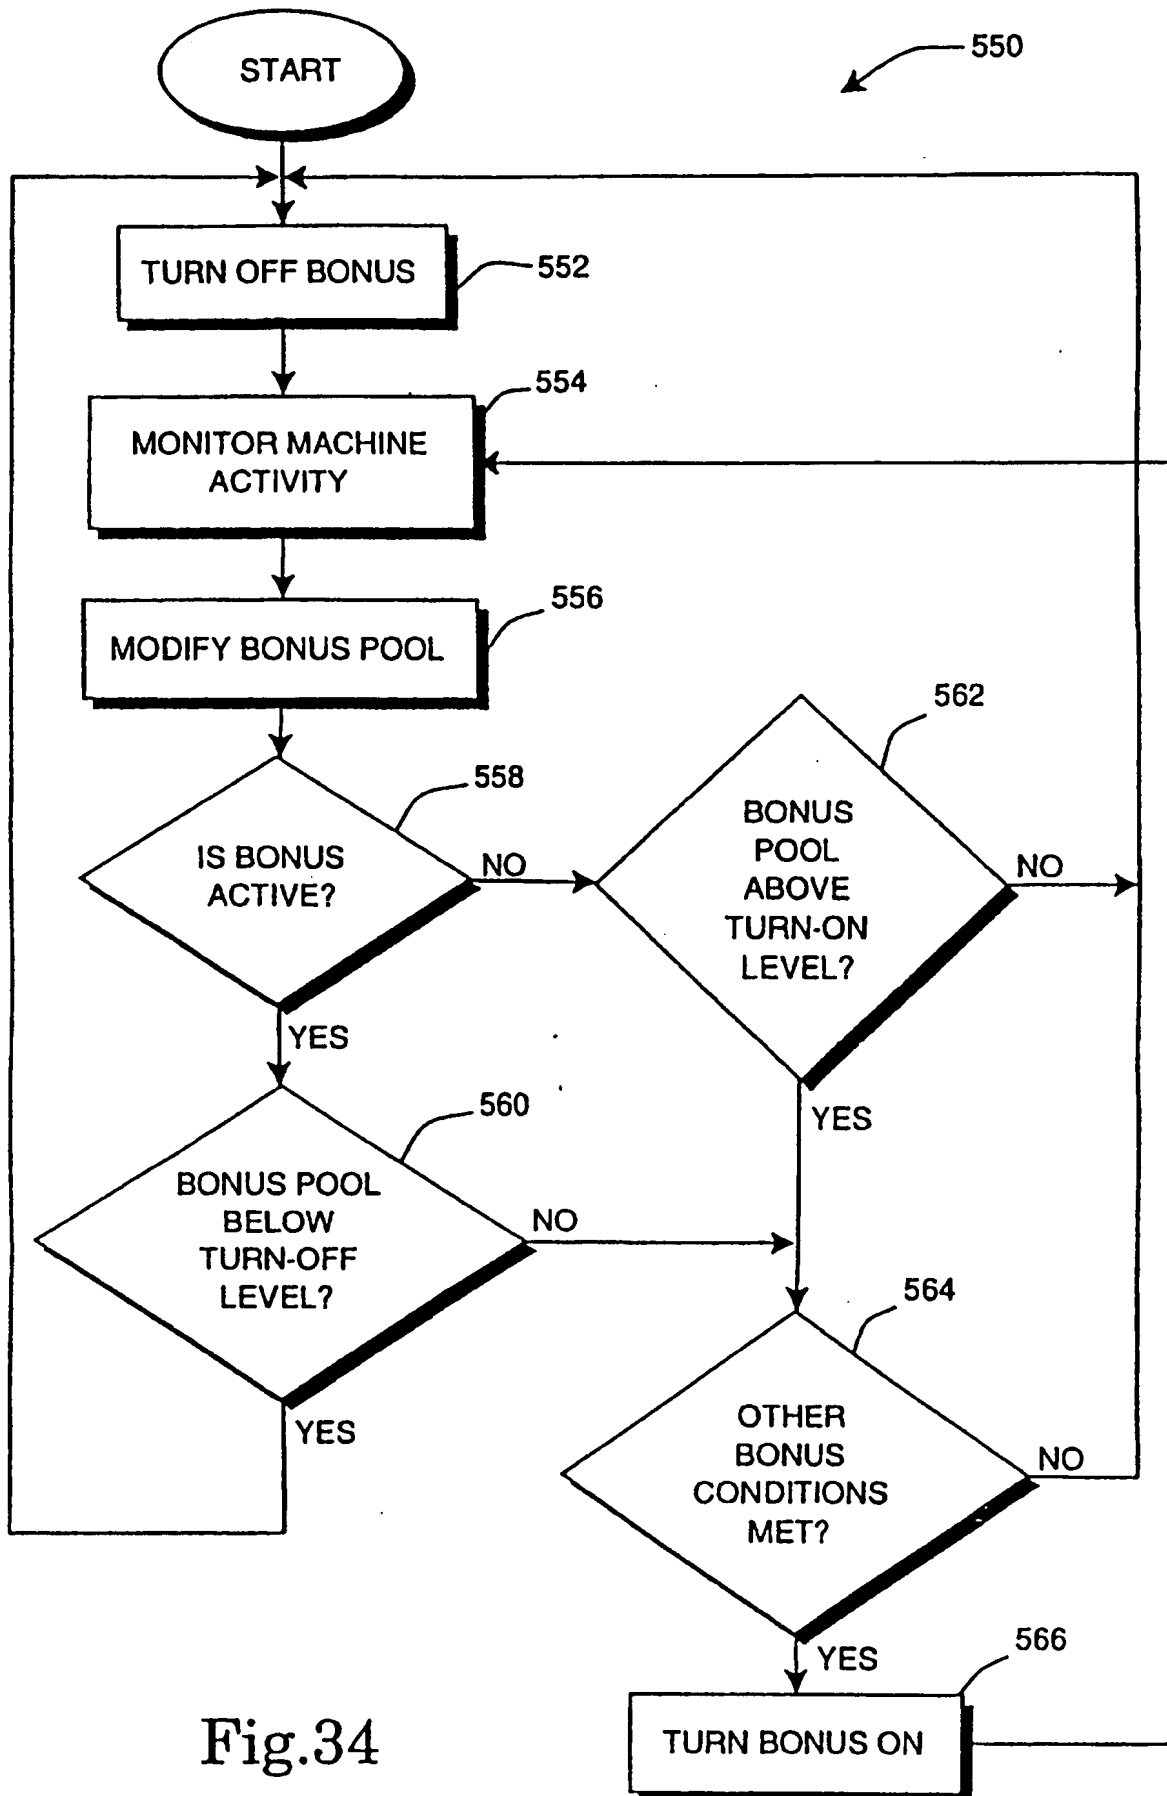 START
550
TURN OFF BONUS
552
554
MONITOR MACHINE
ACTIVITY
556
MODIFY BONUS POOL
562
558
IS BONUS
ACTIVE?
NO
BONUS
POOL
ABOVE
TURN-ON
LEVEL?
NO
YES
YES
560
BONUS POOL
BELOW
TURN-OFF
LEVEL?
NO
YES
564
OTHER
BONUS
CONDITIONS
MET?
NO
YES
566
TURN BONUS ON
Fig.34